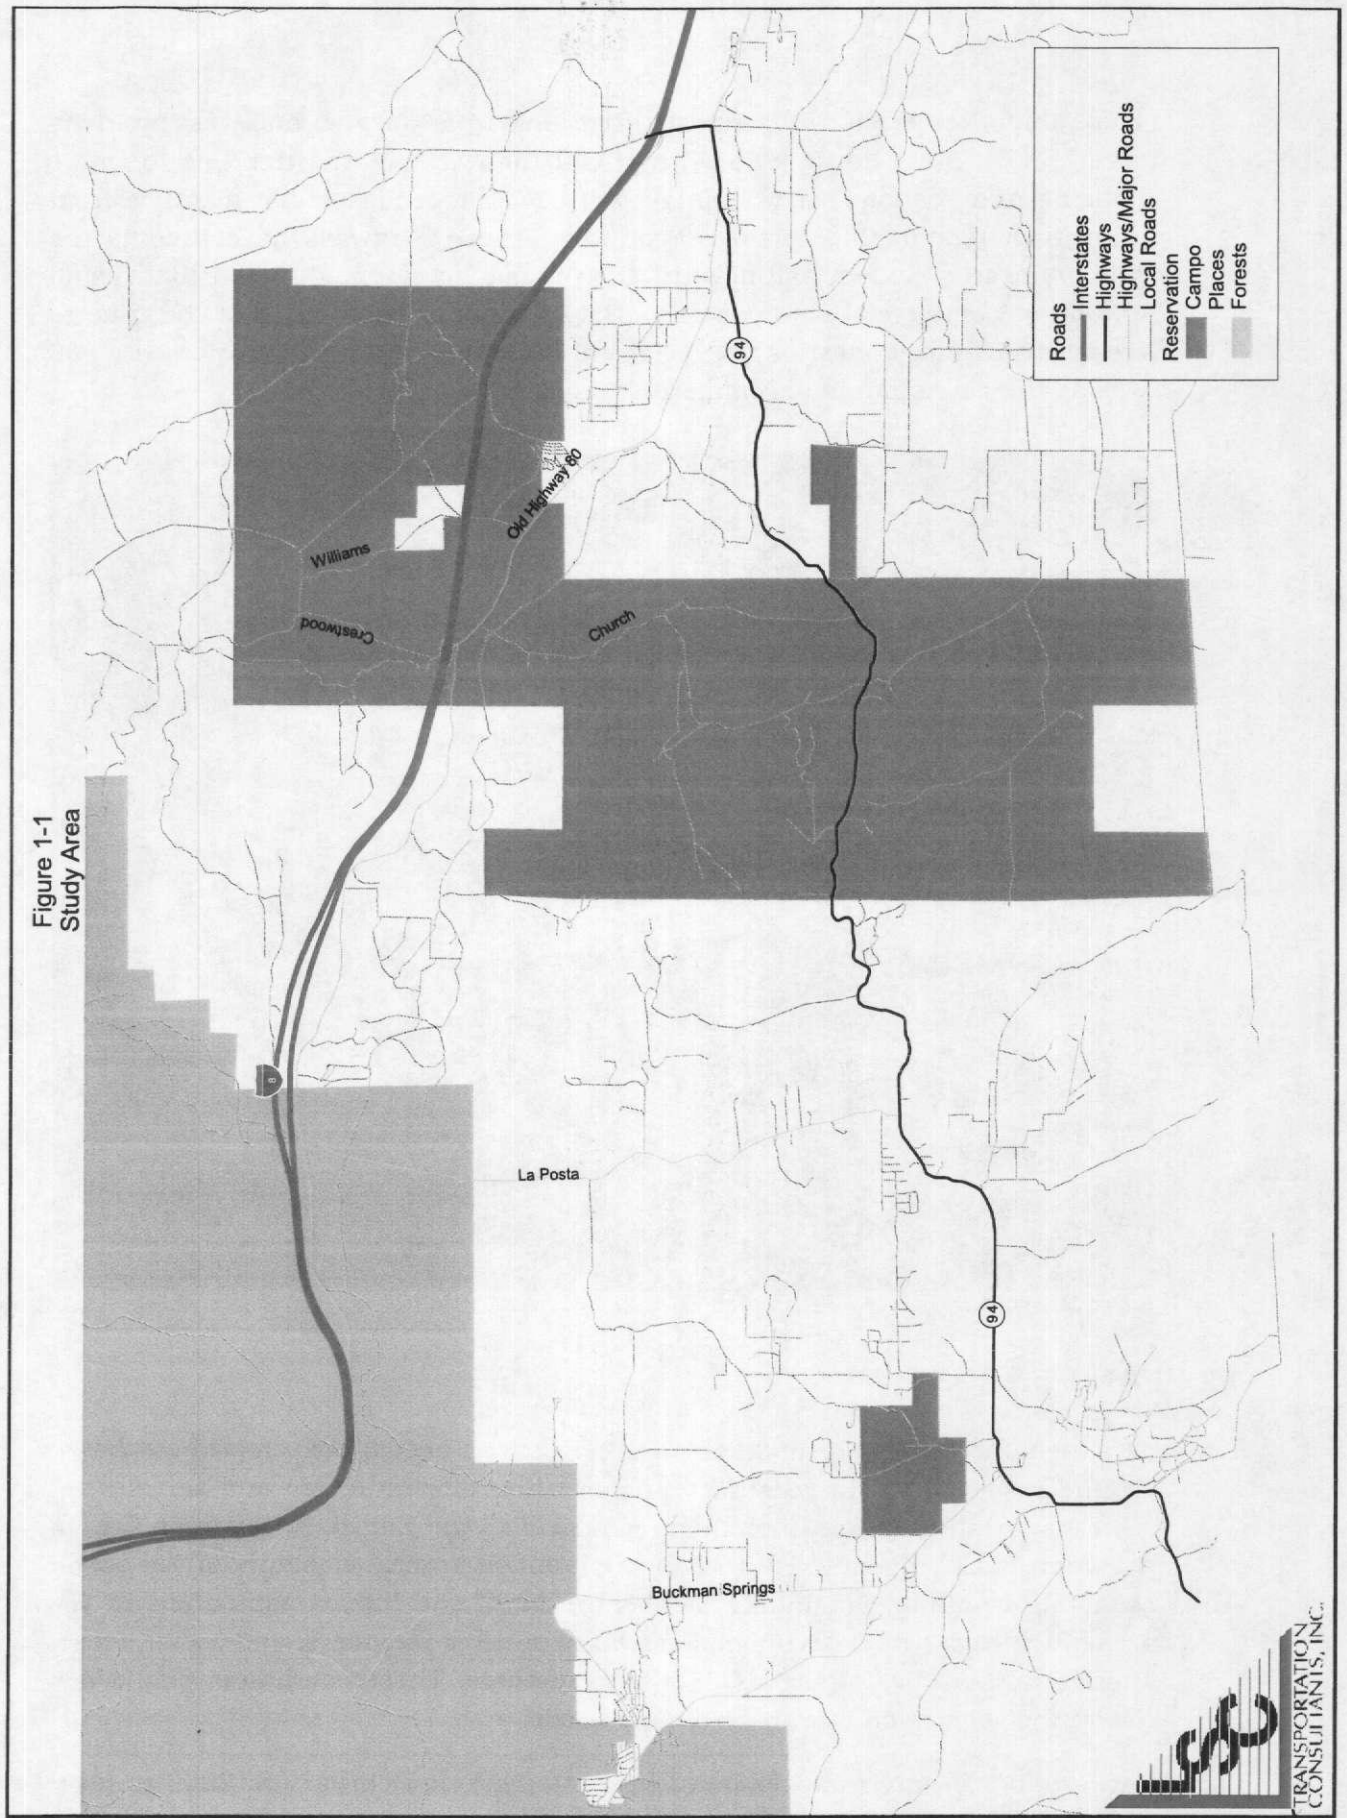 Figure 1-1
Study Area
8
Williams
Crestwood
Old Highway 80
Church
94
La Posta
94
Buckman Springs
Roads
Interstates
Highways
Highways/Major Roads
Local Roads
Reservation
Campo
Places
Forests
LSC
TRANSPORTATION
CONSULTANTS, INC.